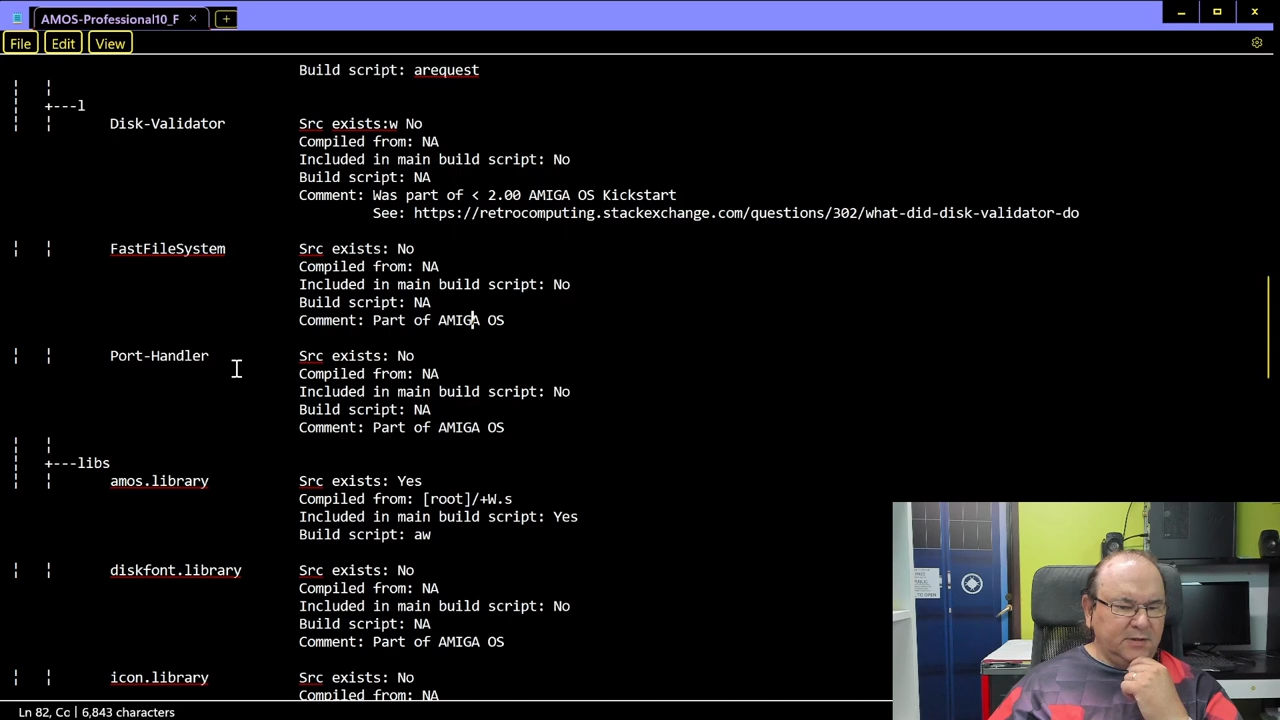 AMOS-Professional10_F
File Edit View
Build script: arequest
+---l
Disk-Validator Src exists:w No
Compiled from: NA
Included in main build script: No
Build script: NA
Comment: Was part of < 2.00 AMIGA OS Kickstart
See: https://retrocomputing.stackexchange.com/questions/302/what-did-disk-validator-do
FastFileSystem Src exists: No
Compiled from: NA
Included in main build script: No
Build script: NA
Comment: Part of AMIGA OS
Port-Handler Src exists: No
Compiled from: NA
Included in main build script: No
Build script: NA
Comment: Part of AMIGA OS
+---libs
amos.library Src exists: Yes
Compiled from: [root]/+W.s
Included in main build script: Yes
Build script: aw
diskfont.library Src exists: No
Compiled from: NA
Included in main build script: No
Build script: NA
Comment: Part of AMIGA OS
icon.library Src exists: No
Compiled from: NA
Ln 82, Cc 6,843 characters
TO OPEN